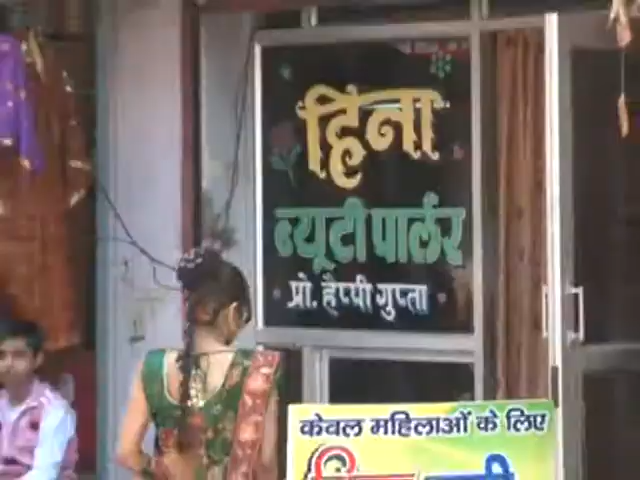 हिना
ब्यूटी पार्लर
प्रो. हैप्पी गुप्ता
केवल महिलाओं के लिए